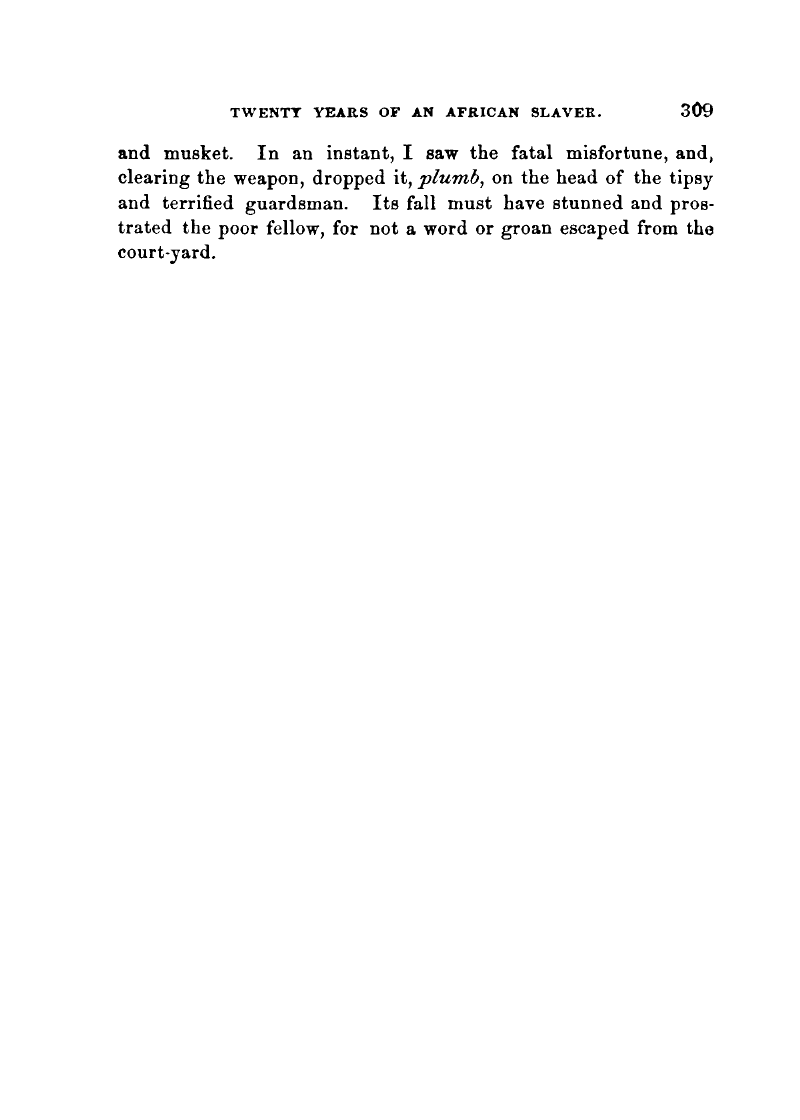 TWENTY YEARS OF AN AFRICAN SLAVER. 309
and musket. In an instant, I saw the fatal misfortune, and,
clearing the weapon, dropped it, plumb, on the head of the tipsy
and terrified guardsman. Its fall must have stunned and pros-
trated the poor fellow, for not a word or groan escaped from the
court-yard.